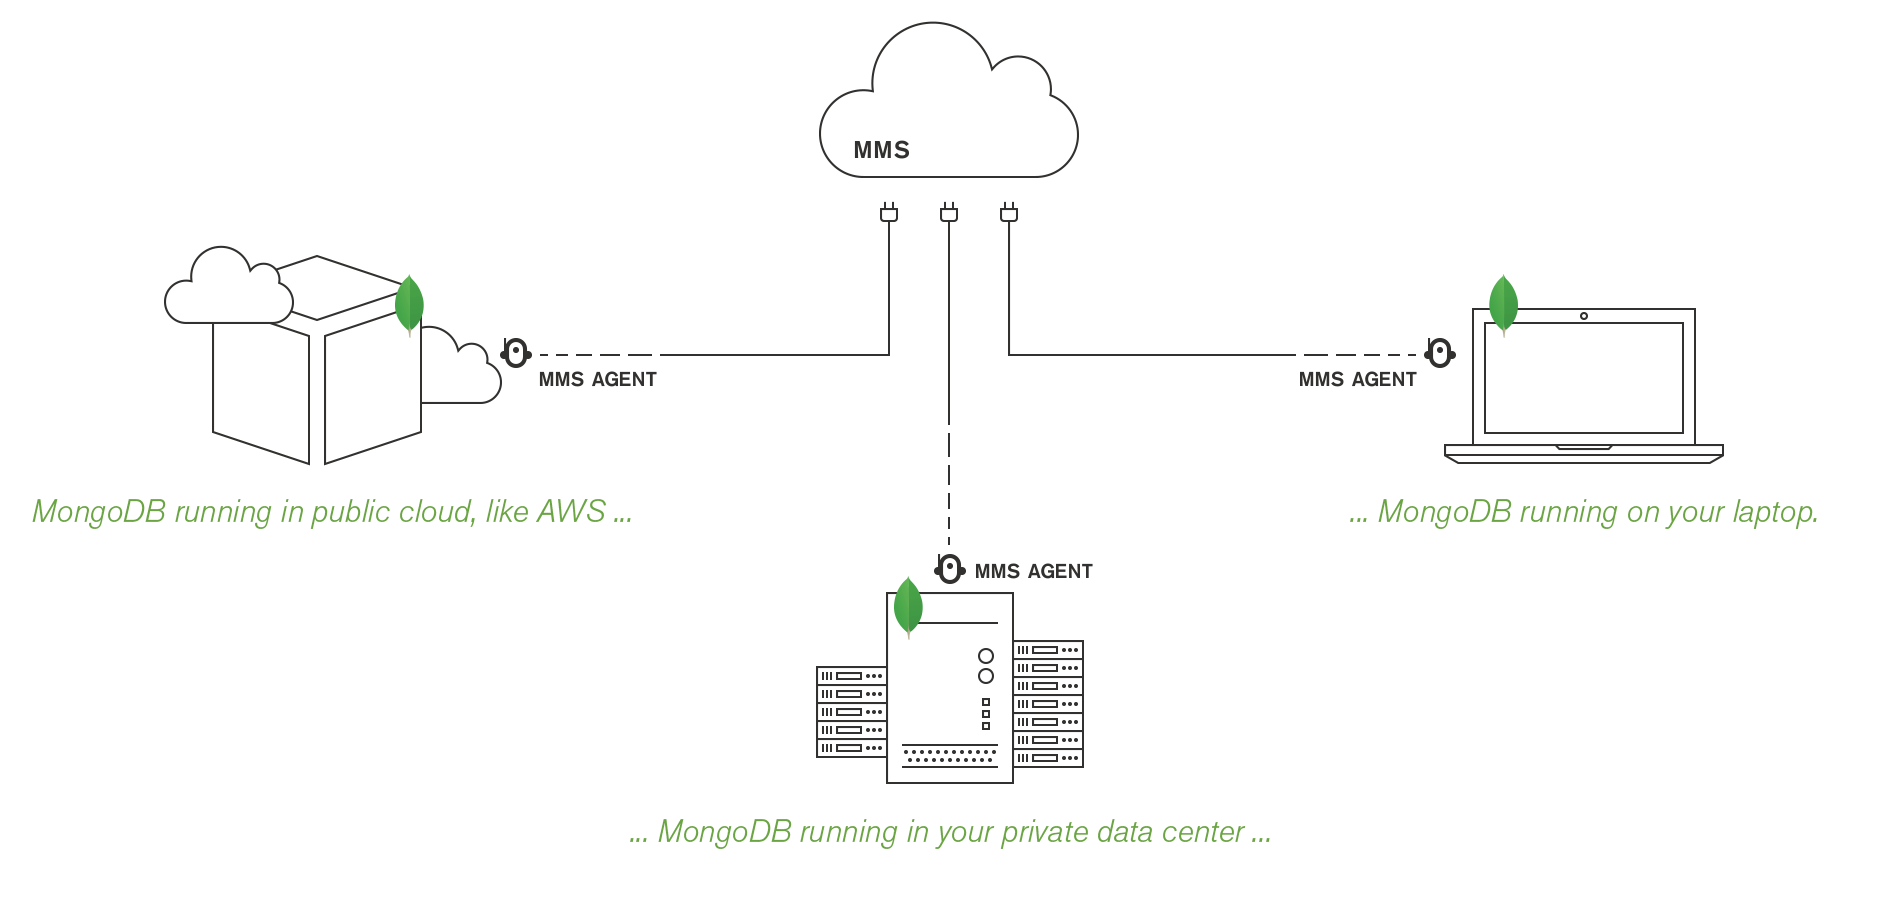 MMS
MMS AGENT
MMS AGENT
MongoDB running in public cloud, like AWS ...
... MongoDB running on your laptop.
MMS AGENT
... MongoDB running in your private data center ...